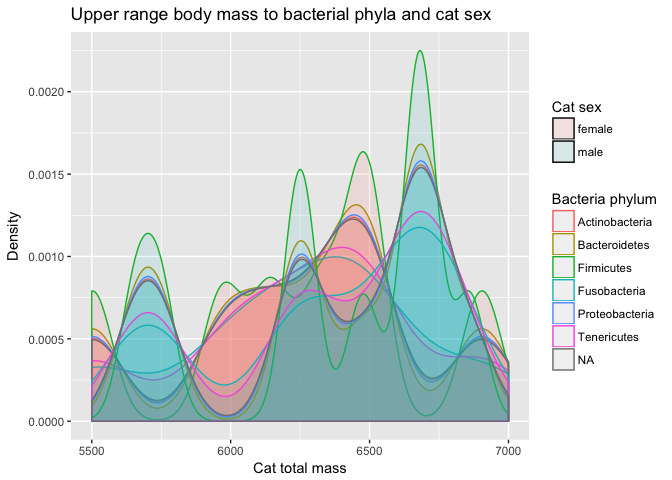 Upper range body mass to bacterial phyla and cat sex
0.0020
0.0015
0.0010
0.0005
0.0000
Density
5500
6000
6500
7000
Cat total mass
Cat sex
female
male
Bacteria phylum
Actinobacteria
Bacteroidetes
Firmicutes
Fusobacteria
Proteobacteria
Tenericutes
NA